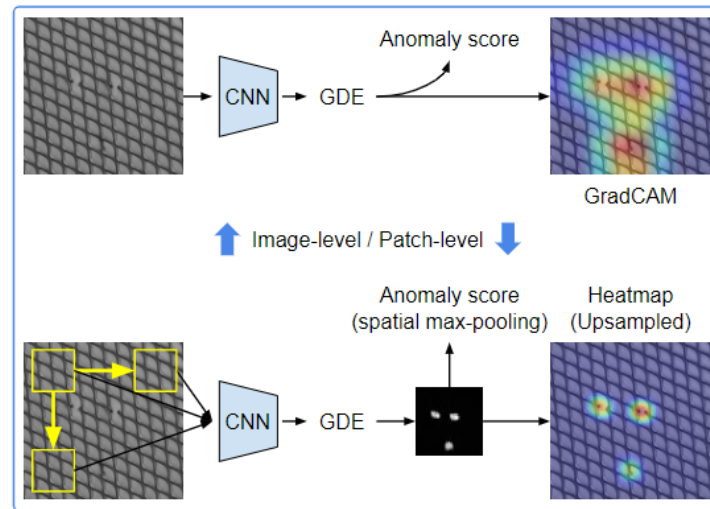 Anomaly score
CNN
GDE
GradCAM
Image-level / Patch-level
Anomaly score
(spatial max-pooling)
Heatmap
(Upsampled)
CNN
GDE